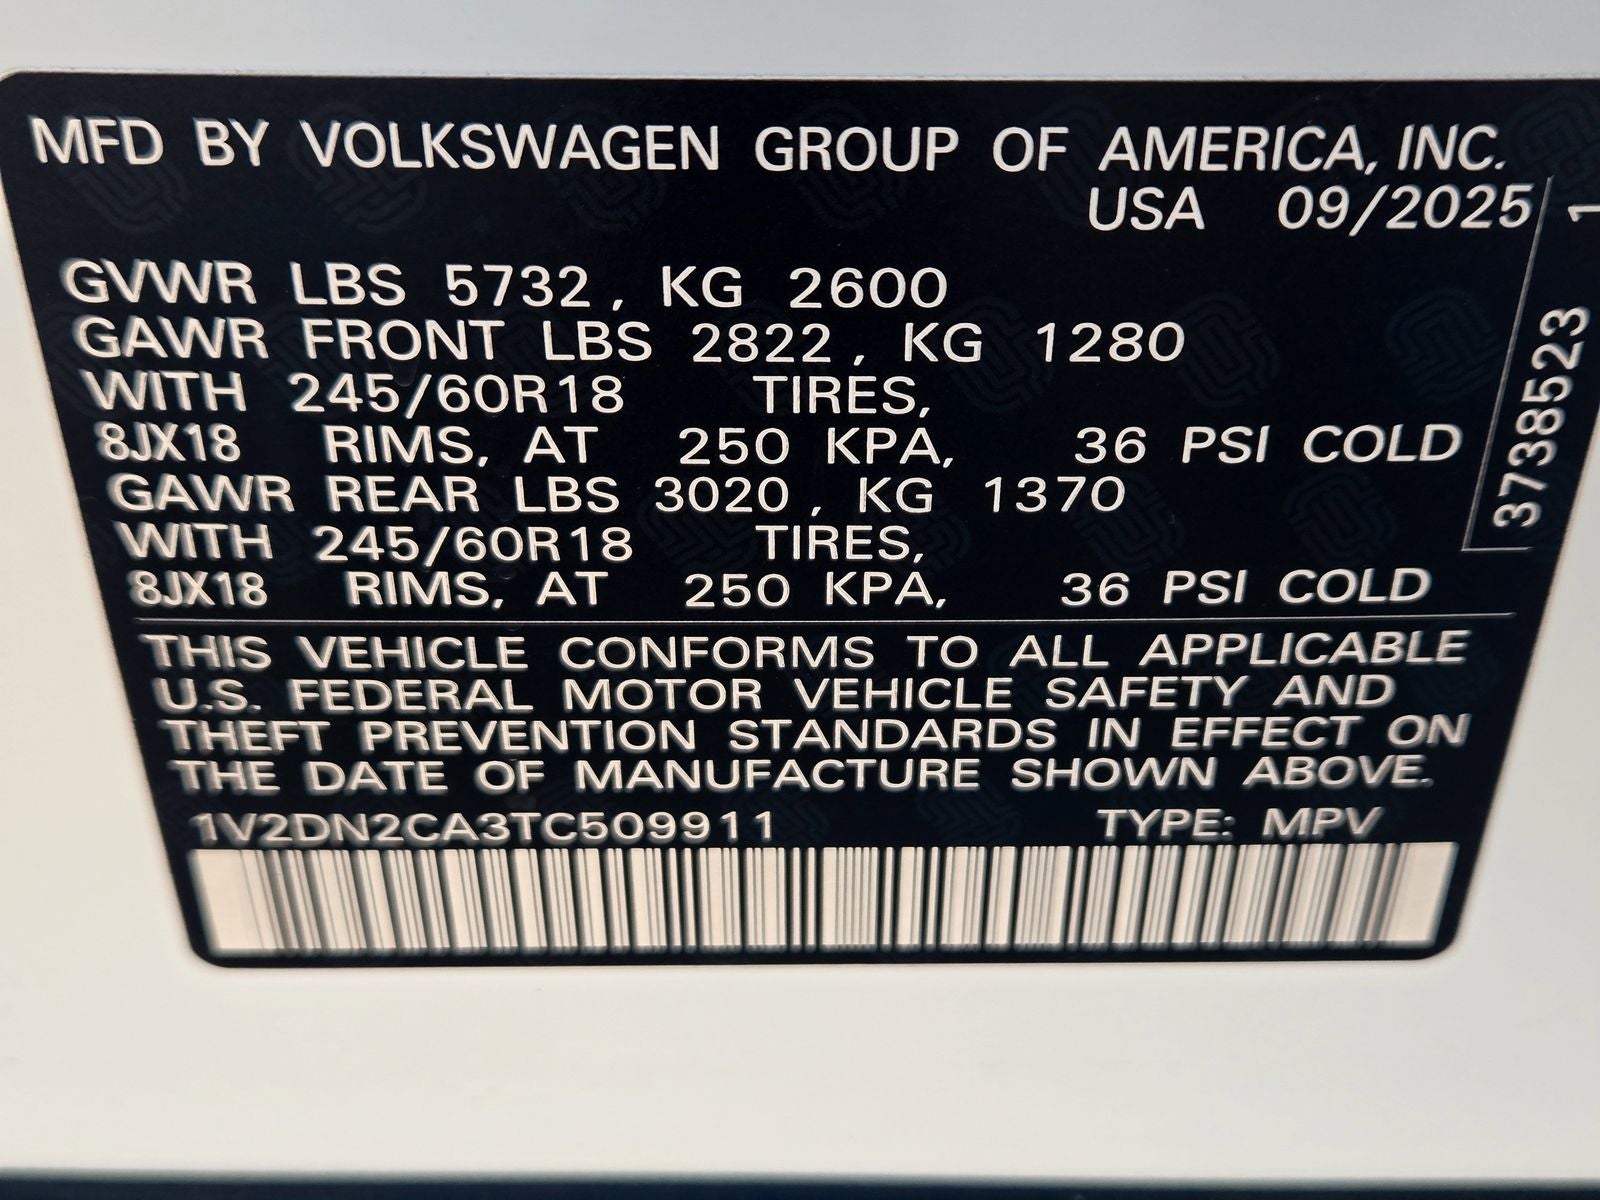 MFD BY VOLKSWAGEN GROUP OF AMERICA, INC.
USA 09/2025
GVWR LBS 5732, KG 2600
GAWR FRONT LBS 2822, KG 1280
WITH 245/60R18 TIRES,
8JX18 RIMS, AT 250 KPA, 36 PSI COLD
GAWR REAR LBS 3020, KG 1370
WITH 245/60R18 TIRES,
8JX18 RIMS, AT 250 KPA, 36 PSI COLD
THIS VEHICLE CONFORMS TO ALL APPLICABLE
U.S. FEDERAL MOTOR VEHICLE SAFETY AND
THEFT PREVENTION STANDARDS IN EFFECT ON
THE DATE OF MANUFACTURE SHOWN ABOVE.
1V2DN2CA3TC509911 TYPE: MPV
3738523 1